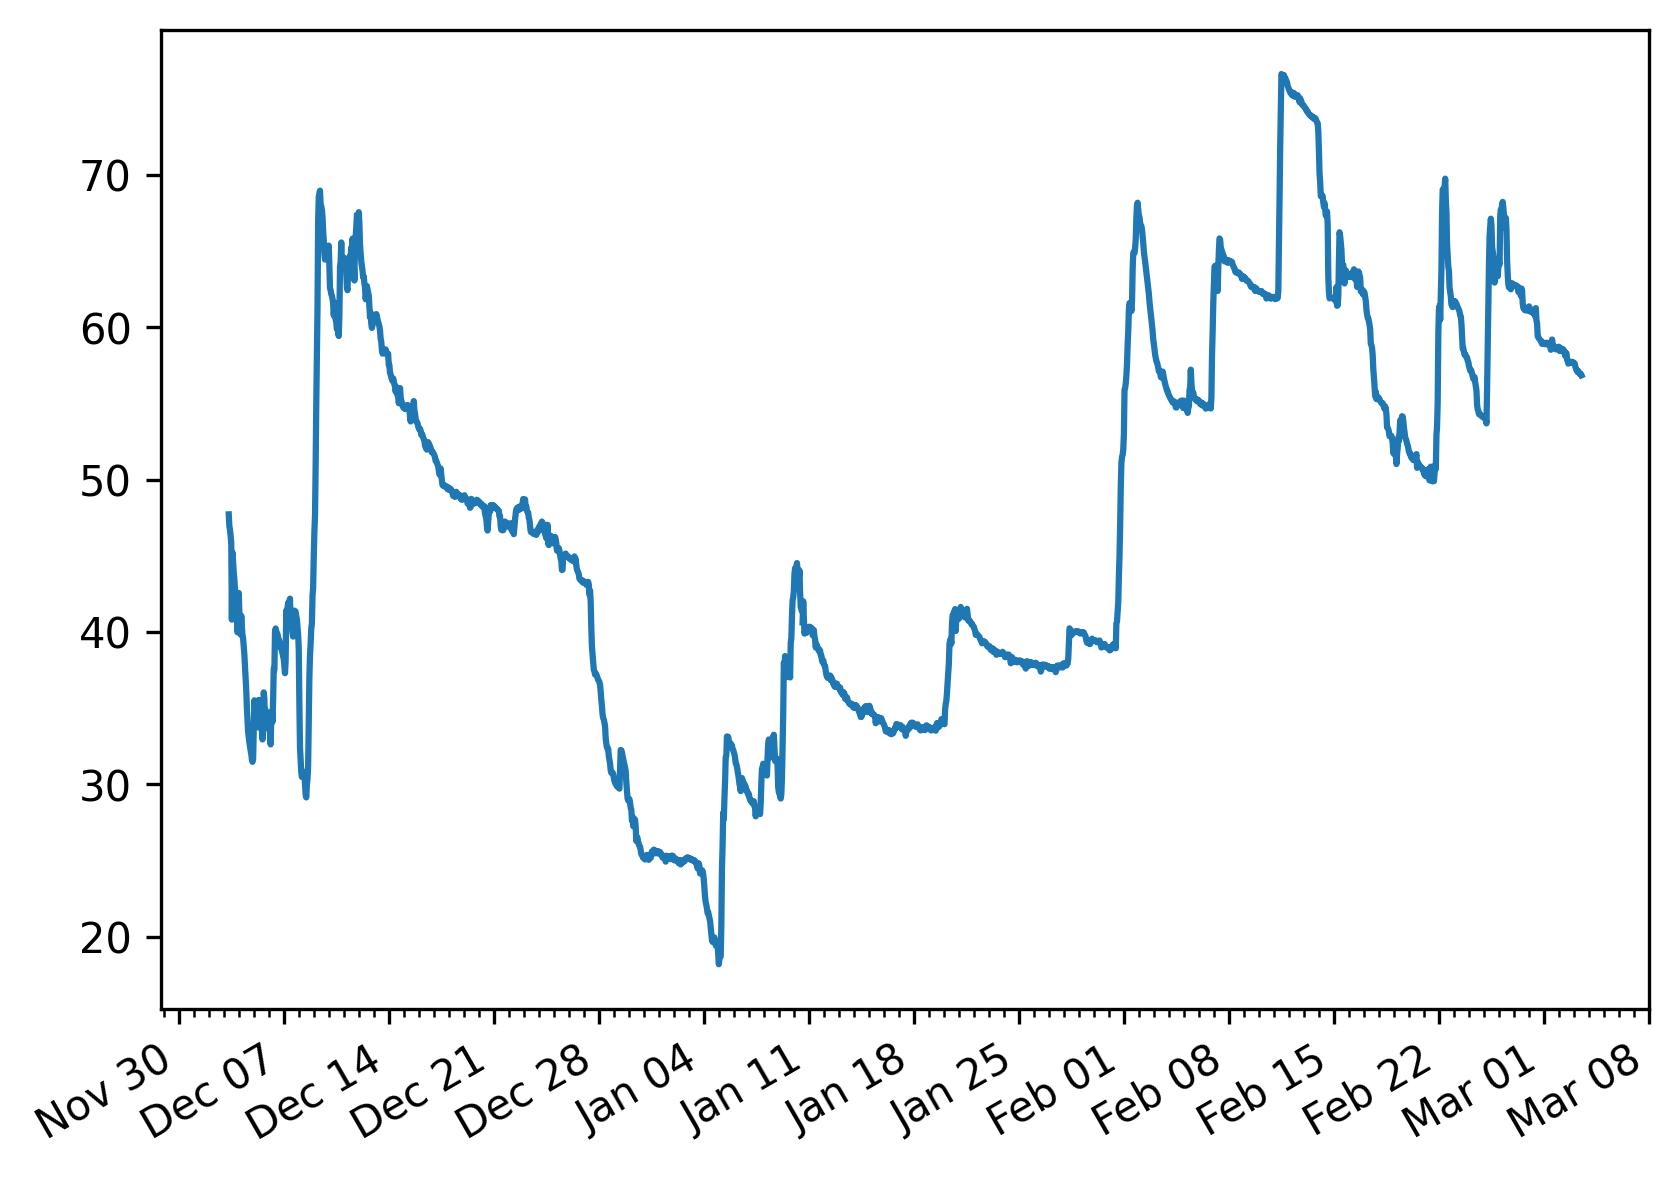 70
60
50
40
30
20
Nov 30
Dec 07
Dec 14
Dec 21
Dec 28
Jan 04
Jan 11
Jan 18
Jan 25
Feb 01
Feb 08
Feb 15
Feb 22
Mar 01
Mar 08